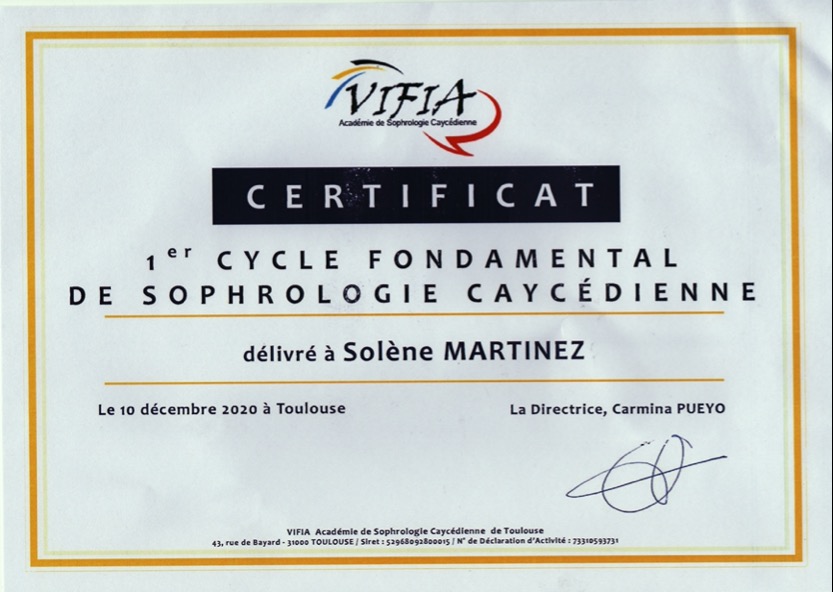 VIFIA
Académie de Sophrologie Caycédienne
CERTIFICAT
1er CYCLE FONDAMENTAL
DE SOPHROLOGIE CAYCÉDIENNE
délivré à Solène MARTINEZ
Le 10 décembre 2020 à Toulouse
La Directrice, Carmina PUEYO
VIFIA Académie de Sophrologie Caycédienne de Toulouse
43, rue de Bayard - 31000 TOULOUSE / Siret : 52968092800015 / N° de Déclaration d'Activité : 73310593731